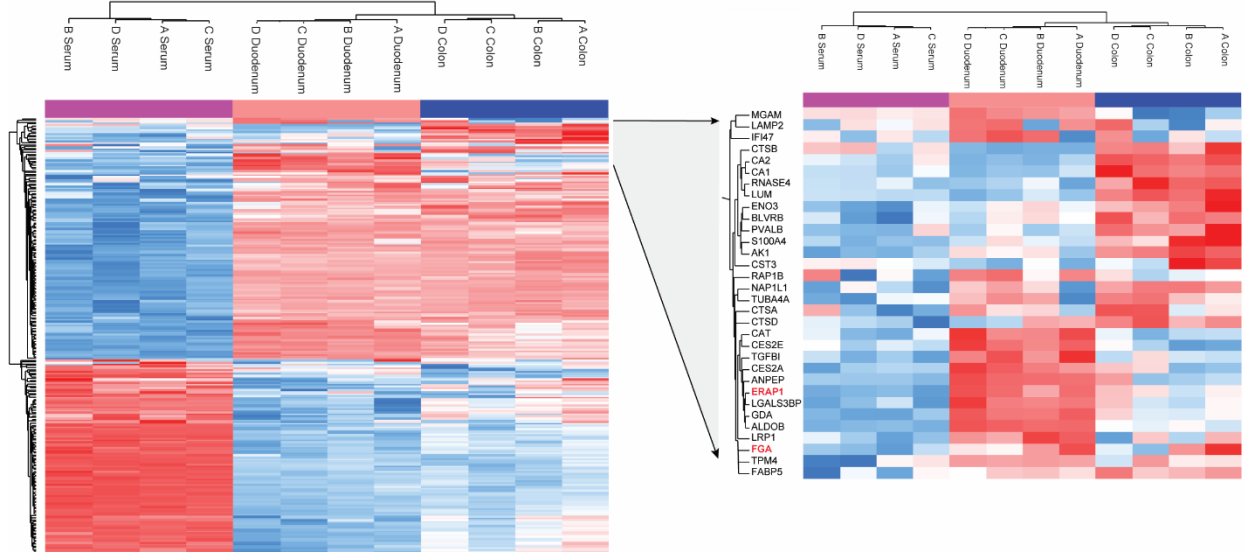 B Serum
D Serum
A Serum
C Serum
D Duodenum
C Duodenum
B Duodenum
A Duodenum
D Colon
C Colon
B Colon
A Colon
B Serum
D Serum
A Serum
C Serum
D Duodenum
C Duodenum
B Duodenum
A Duodenum
D Colon
C Colon
B Colon
A Colon
MGAM
LAMP2
IFI47
CTSB
CA2
CA1
RNASE4
LUM
ENO3
BLVRB
PVALB
S100A4
AK1
CST3
RAP1B
NAP1L1
TUBA4A
CTSA
CTSD
CAT
CES2E
TGFBI
CES2A
ANPEP
ERAP1
LGALS3BP
GDA
ALDOB
LRP1
FGA
TPM4
FABP5